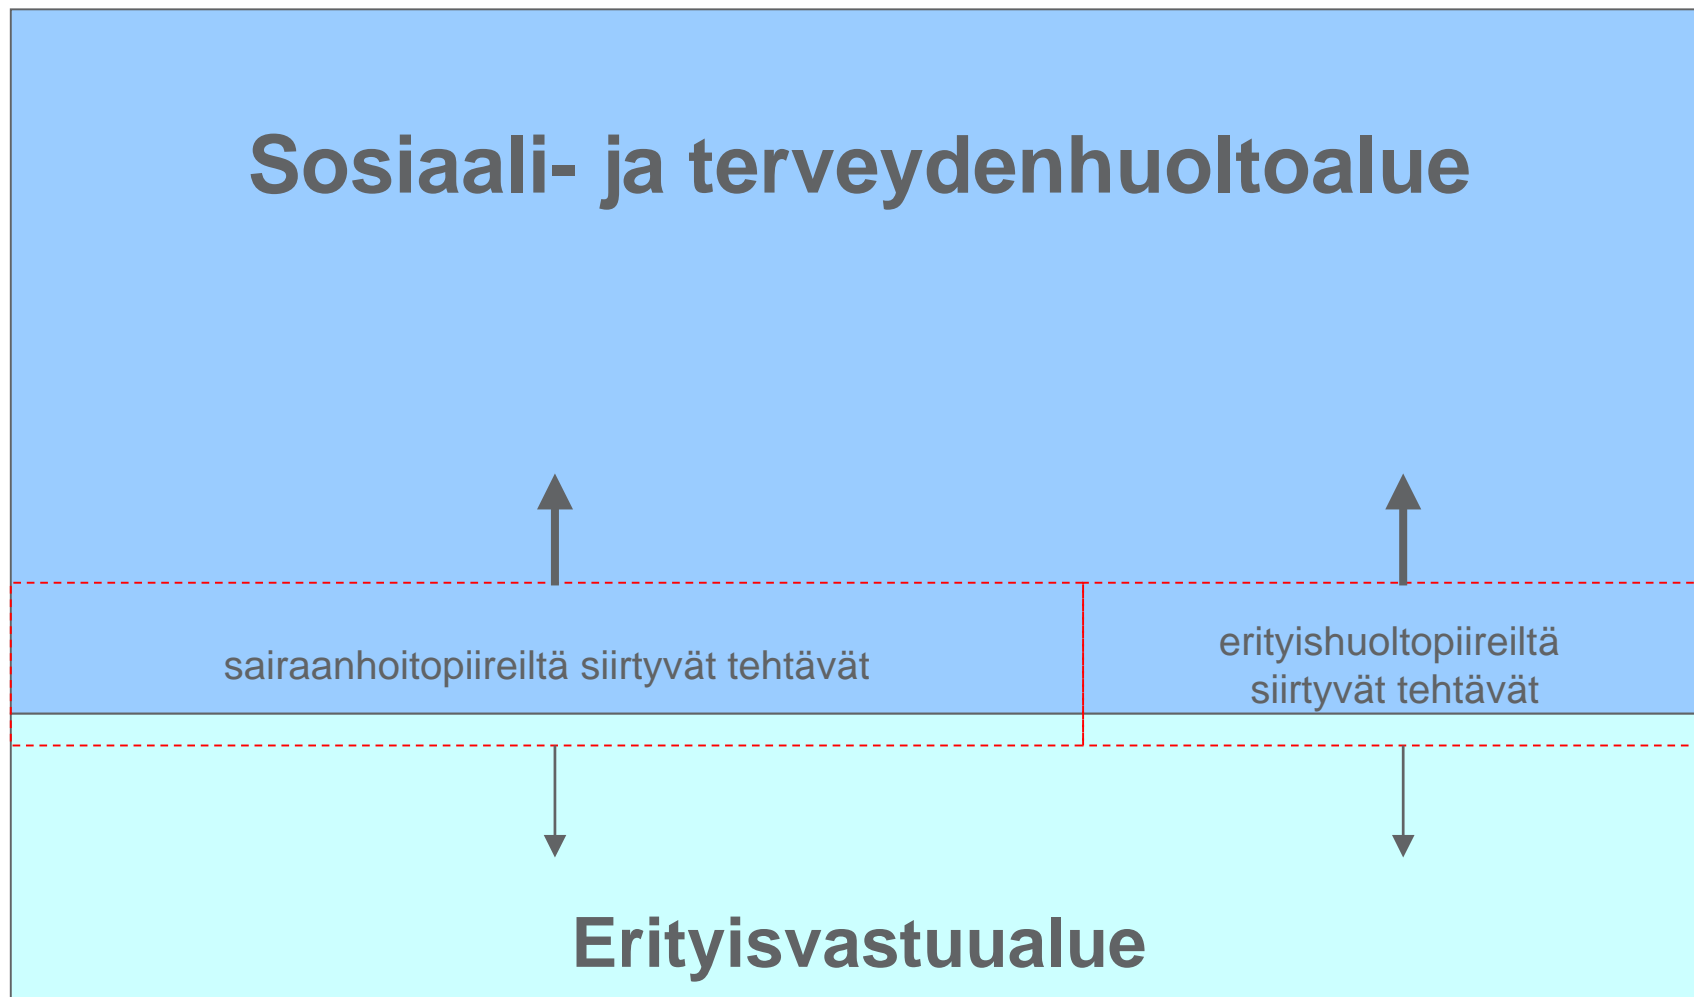 Sosiaali- ja terveydenhuoltoalue
sairaanhoitopiireiltä siirtyvät tehtävät
erityishuoltopiireiltä
siirtyvät tehtävät
Erityisvastuualue